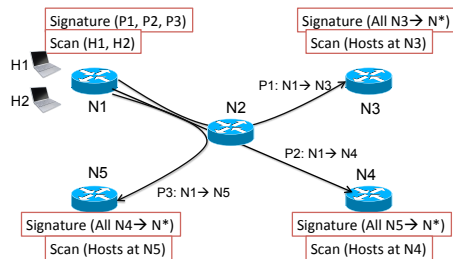 Signature (P1, P2, P3)
Scan (H1, H2)
Signature (All N3→ N*)
Scan (Hosts at N3)
H1
H2
N1
N2
N3
P1: N1→ N3
P2: N1→ N4
P3: N1→ N5
N5
N4
Signature (All N4→ N*)
Scan (Hosts at N5)
Signature (All N5→ N*)
Scan (Hosts at N4)